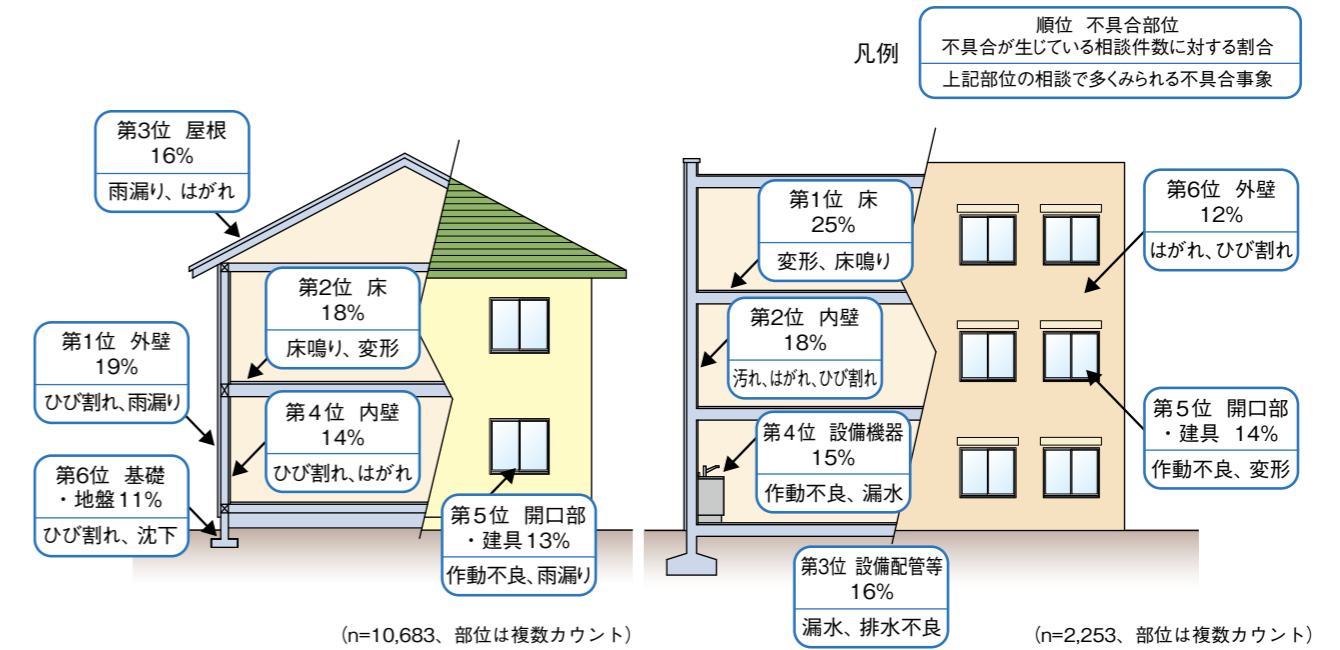 凡例
順位 不具合部位
不具合が生じている相談件数に対する割合
上記部位の相談で多くみられる不具合事象
第3位 屋根
16%
雨漏り、はがれ
第2位 床
18%
床鳴り、変形
第1位 外壁
19%
ひび割れ、雨漏り
第4位 内壁
14%
ひび割れ、はがれ
第6位 基礎
・地盤11%
ひび割れ、沈下
第5位 開口部
・建具13%
作動不良、雨漏り
(n=10,683、部位は複数カウント)
第1位 床
25%
変形、床鳴り
第6位 外壁
12%
はがれ、ひび割れ
第2位 内壁
18%
汚れ、はがれ、ひび割れ
第4位 設備機器
15%
作動不良、漏水
第5位 開口部
・建具 14%
作動不良、変形
第3位 設備配管等
16%
漏水、排水不良
(n=2,253、部位は複数カウント)